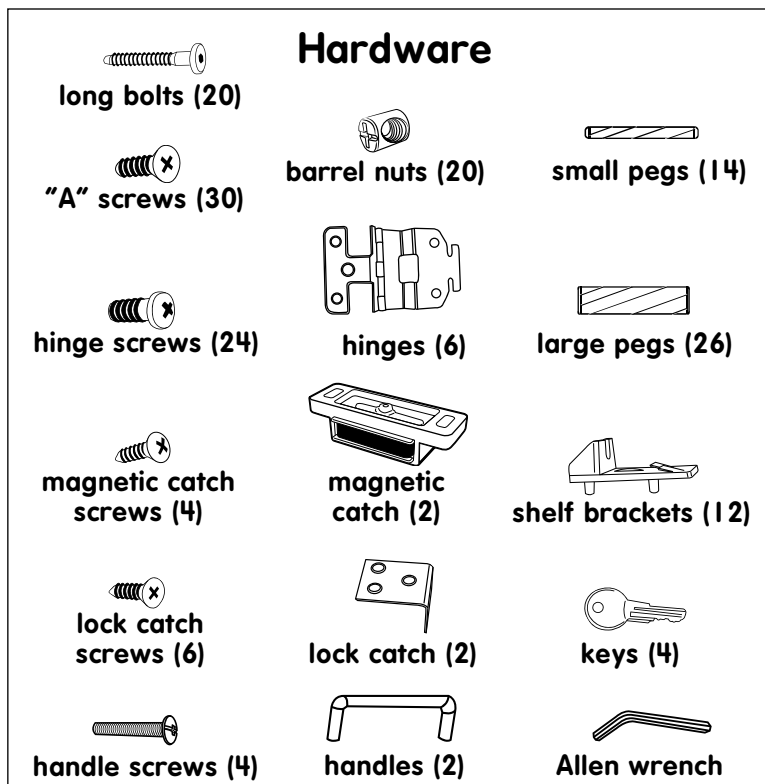 Hardware
long bolts (20)
barrel nuts (20)
small pegs (14)
"A" screws (30)
hinge screws (24)
hinges (6)
large pegs (26)
magnetic catch
screws (4)
magnetic
catch (2)
shelf brackets (12)
lock catch
screws (6)
lock catch (2)
keys (4)
handle screws (4)
handles (2)
Allen wrench